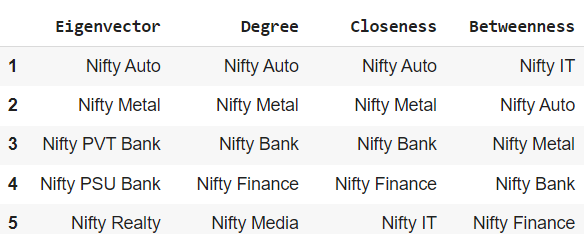 Eigenvector Degree Closeness Betweenness
1 Nifty Auto Nifty Auto Nifty Auto Nifty IT
2 Nifty Metal Nifty Metal Nifty Metal Nifty Auto
3 Nifty PVT Bank Nifty Bank Nifty Bank Nifty Metal
4 Nifty PSU Bank Nifty Finance Nifty Finance Nifty Bank
5 Nifty Realty Nifty Media Nifty IT Nifty Finance